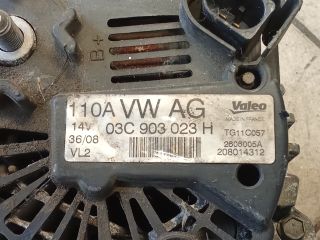 B+
110A VW AG Valeo
MADE IN FRANCE
14V 03C 903 023 H TG11C057
36/08 2608005A
VL2 208014312